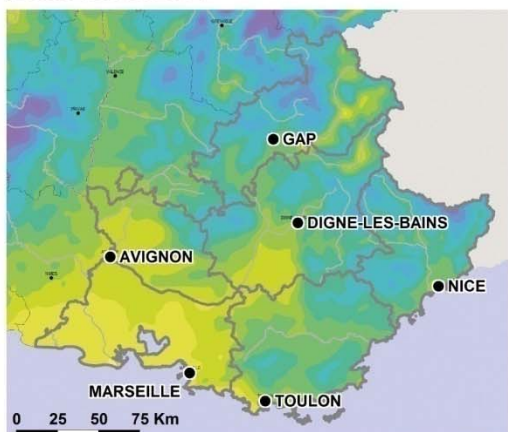 GAP
DIGNE-LES-BAINS
AVIGNON
NICE
MARSEILLE
TOULON
0 25 50 75 Km